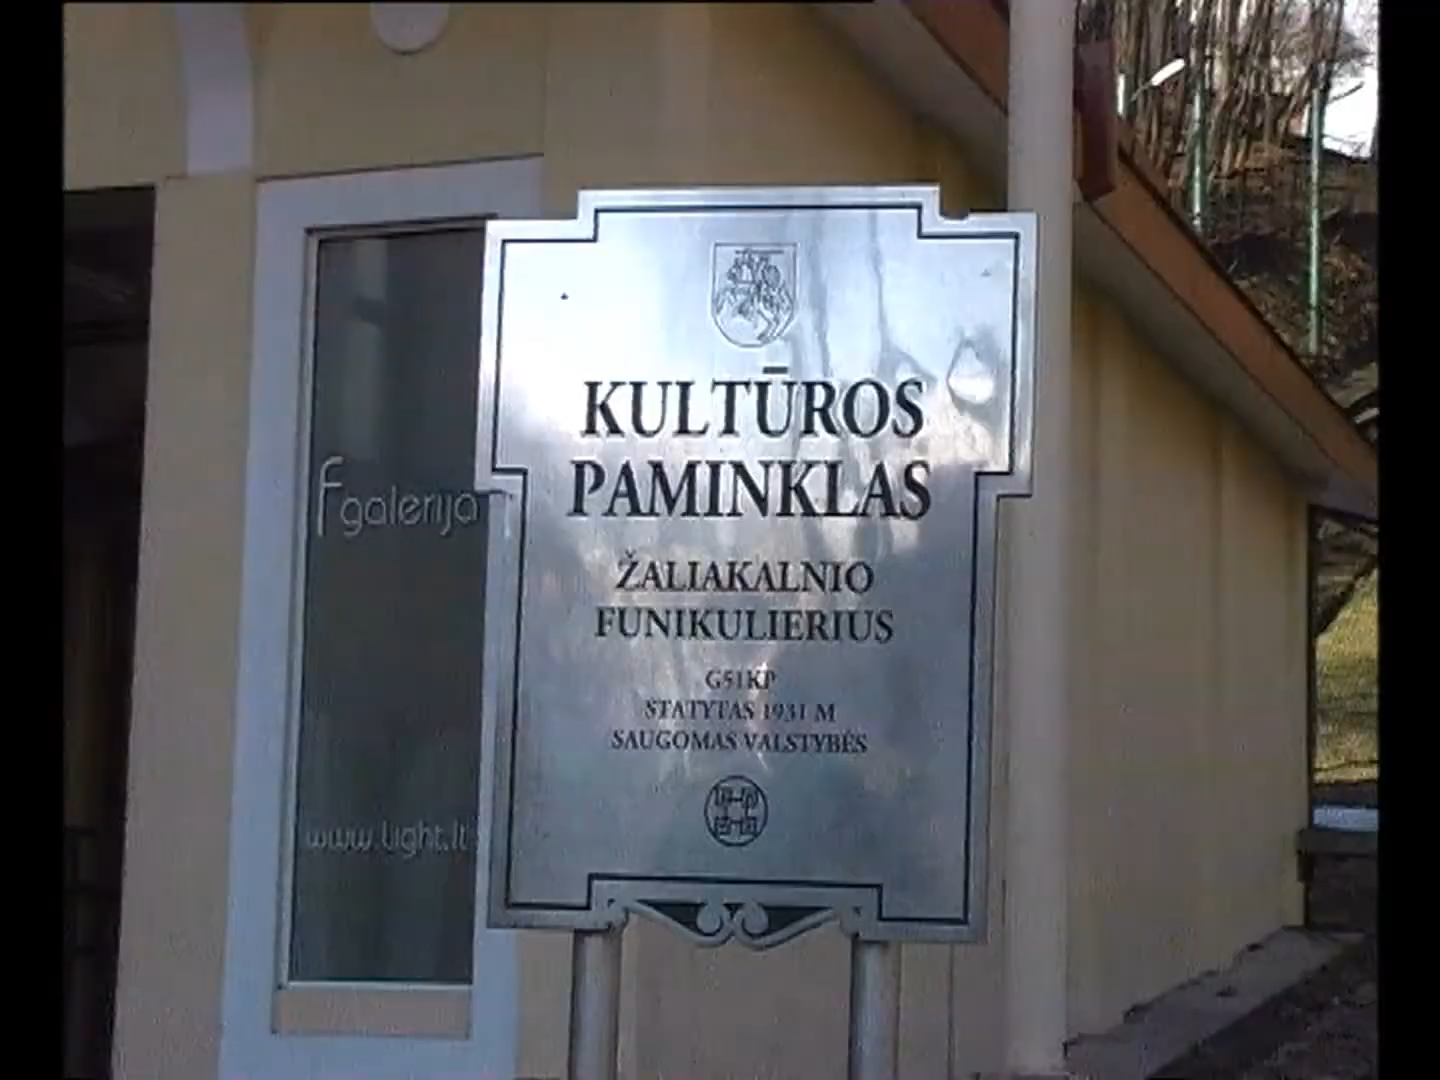 KULTŪROS
PAMINKLAS
ŽALIAKALNIO
FUNIKULIERIUS
G51KP
STATYTAS 1931 M
SAUGOMAS VALSTYBĖS
Fgalerija
www.light.lt